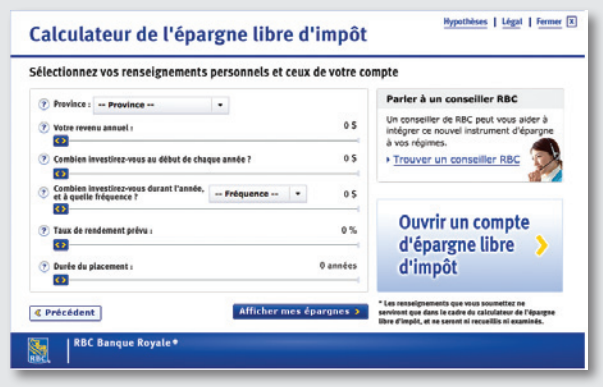 Hypothèses | Légal | Fermer X
Calculateur de l'épargne libre d'impôt
Sélectionnez vos renseignements personnels et ceux de votre compte
? Province : -- Province --
? Votre revenu annuel : 0 $
? Combien investirez-vous au début de chaque année ? 0 $
? Combien investirez-vous durant l'année,
et à quelle fréquence ? -- Fréquence -- 0 $
? Taux de rendement prévu : 0 %
? Durée du placement : 0 années
Précédent
Afficher mes épargnes
Parler à un conseiller RBC
Un conseiller de RBC peut vous aider à
intégrer ce nouvel instrument d'épargne
à vos régimes.
Trouver un conseiller RBC
Ouvrir un compte
d'épargne libre
d'impôt
* Les renseignements que vous soumettez ne
serviront que dans le cadre du calculateur de l'épargne
libre d'impôt, et ne seront ni recueillis ni examinés.
RBC
RBC Banque Royale*